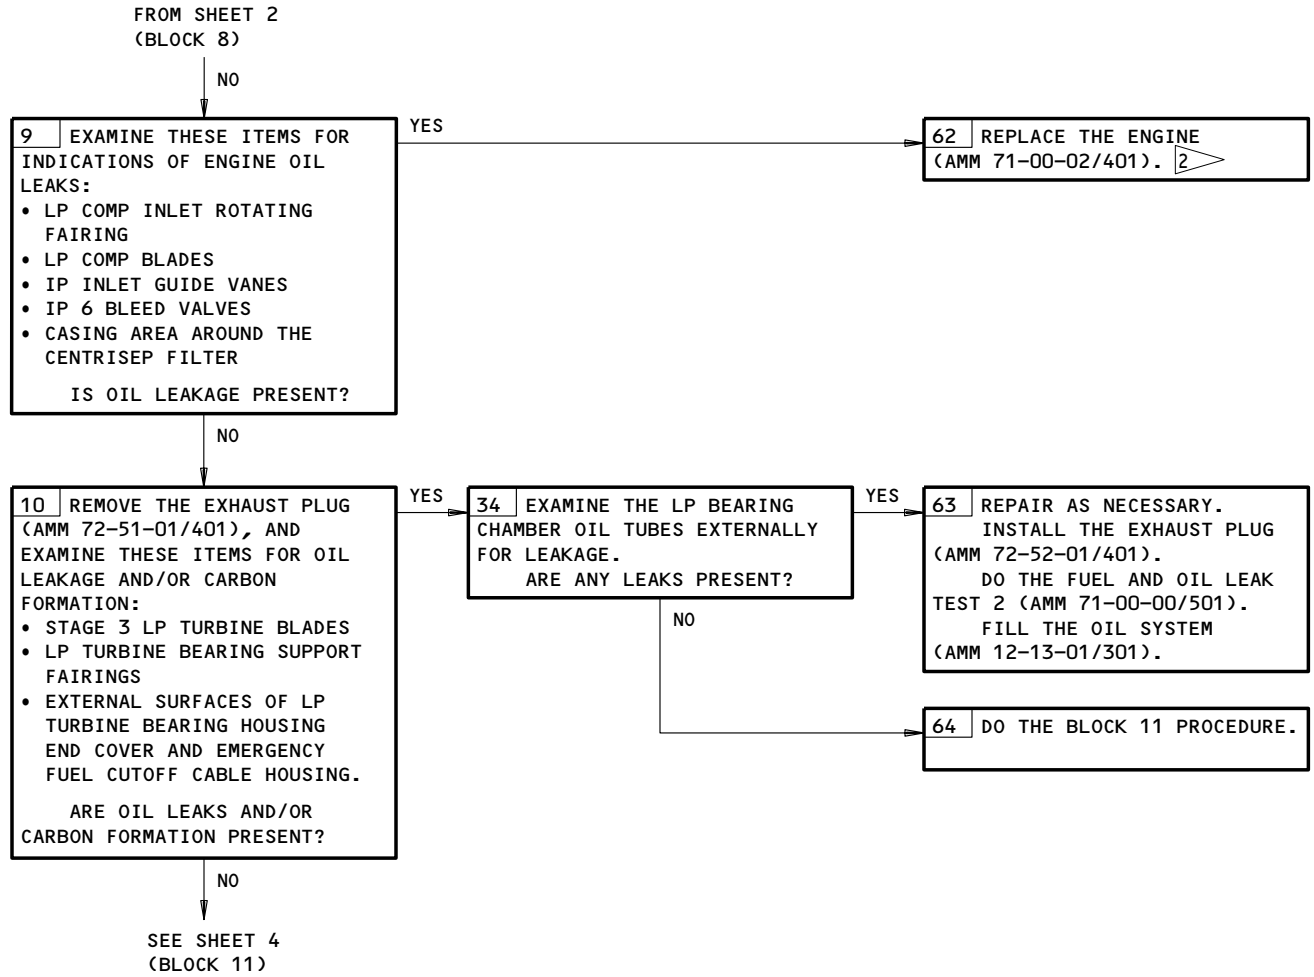 FROM SHEET 2
(BLOCK 8)
NO
9 EXAMINE THESE ITEMS FOR
INDICATIONS OF ENGINE OIL
LEAKS:
• LP COMP INLET ROTATING
FAIRING
• LP COMP BLADES
• IP INLET GUIDE VANES
• IP 6 BLEED VALVES
• CASING AREA AROUND THE
CENTRISEP FILTER
IS OIL LEAKAGE PRESENT?
YES
62 REPLACE THE ENGINE
(AMM 71-00-02/401). 2
NO
10 REMOVE THE EXHAUST PLUG
(AMM 72-51-01/401), AND
EXAMINE THESE ITEMS FOR OIL
LEAKAGE AND/OR CARBON
FORMATION:
• STAGE 3 LP TURBINE BLADES
• LP TURBINE BEARING SUPPORT
FAIRINGS
• EXTERNAL SURFACES OF LP
TURBINE BEARING HOUSING
END COVER AND EMERGENCY
FUEL CUTOFF CABLE HOUSING.
ARE OIL LEAKS AND/OR
CARBON FORMATION PRESENT?
YES
34 EXAMINE THE LP BEARING
CHAMBER OIL TUBES EXTERNALLY
FOR LEAKAGE.
ARE ANY LEAKS PRESENT?
YES
63 REPAIR AS NECESSARY.
INSTALL THE EXHAUST PLUG
(AMM 72-52-01/401).
DO THE FUEL AND OIL LEAK
TEST 2 (AMM 71-00-00/501).
FILL THE OIL SYSTEM
(AMM 12-13-01/301).
NO
64 DO THE BLOCK 11 PROCEDURE.
NO
SEE SHEET 4
(BLOCK 11)